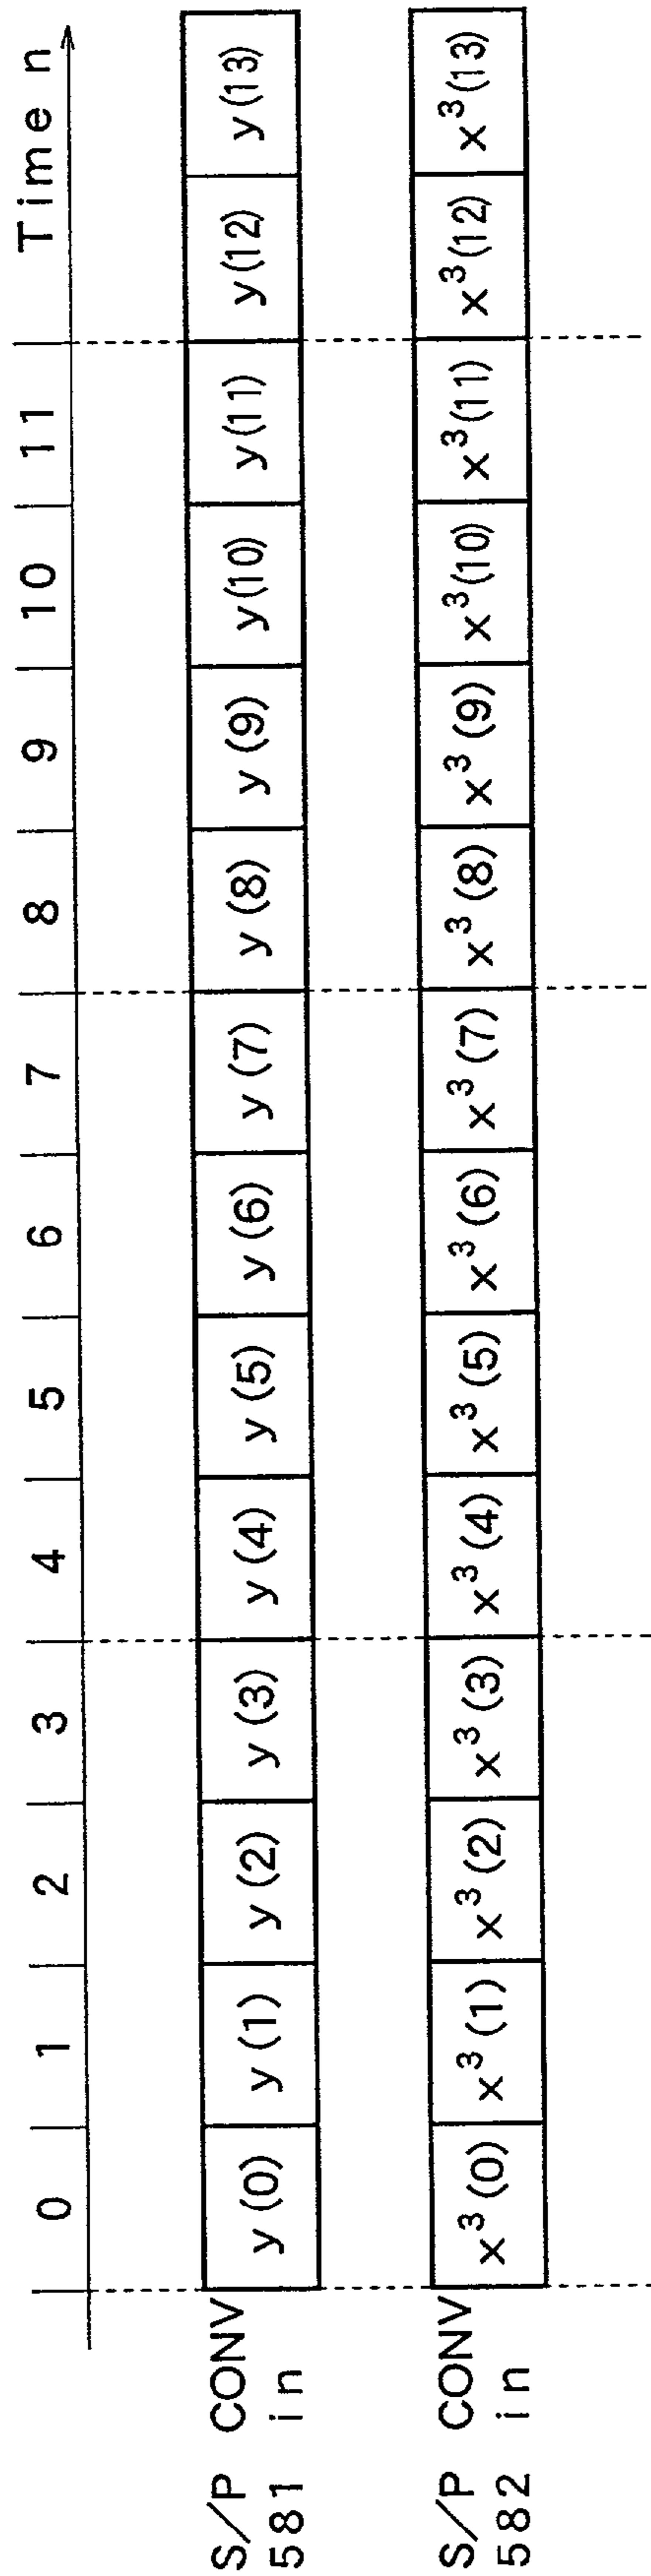 0 1 2 3 4 5 6 7 8 9 10 11 Time n
S/P CONV
581 in
y(0) y(1) y(2) y(3) y(4) y(5) y(6) y(7) y(8) y(9) y(10) y(11) y(12) y(13)
S/P CONV
582 in
x³(0) x³(1) x³(2) x³(3) x³(4) x³(5) x³(6) x³(7) x³(8) x³(9) x³(10) x³(11) x³(12) x³(13)